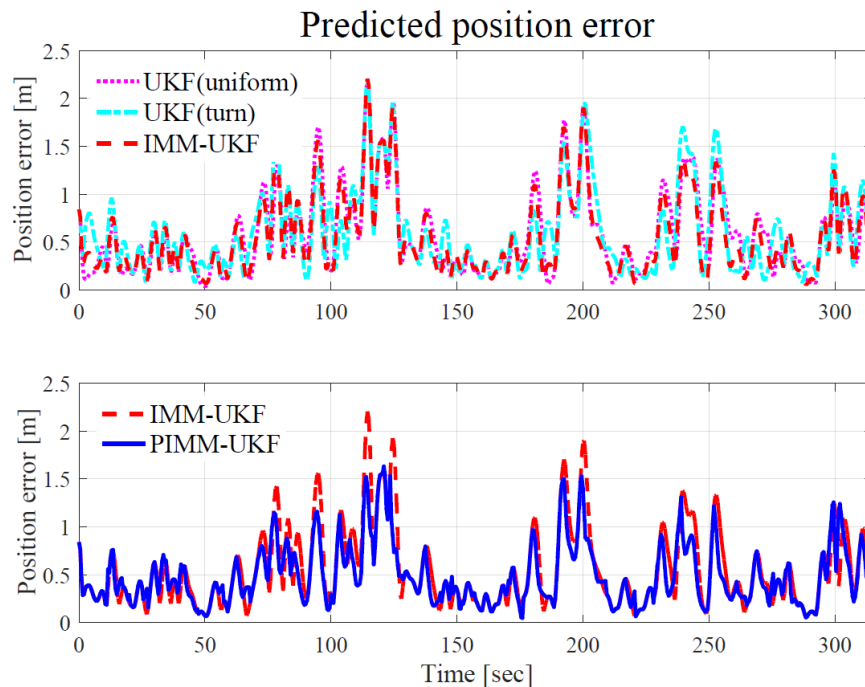 Predicted position error
Position error [m]
2.5
2
1.5
1
0.5
0
UKF(uniform)
UKF(turn)
IMM-UKF
0 50 100 150 200 250 300
Position error [m]
2.5
2
1.5
1
0.5
0
IMM-UKF
PIMM-UKF
0 50 100 150 200 250 300
Time [sec]